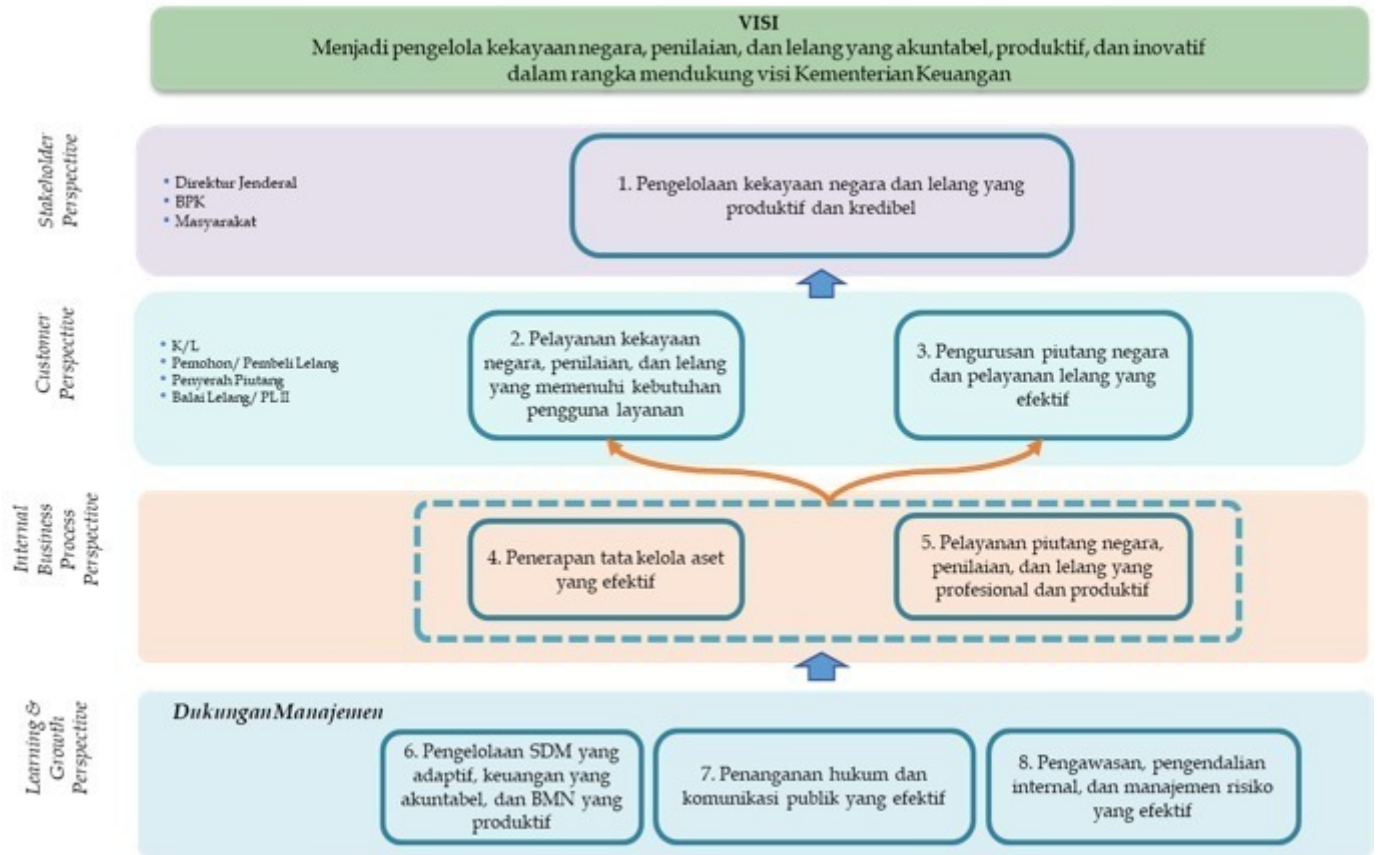 VISI
Menjadi pengelola kekayaan negara, penilaian, dan lelang yang akuntabel, produktif, dan inovatif
dalam rangka mendukung visi Kementerian Keuangan
Stakeholder
Perspective
• Direktur Jenderal
• BPK
• Masyarakat
1. Pengelolaan kekayaan negara dan lelang yang
produktif dan kredibel
Customer
Perspective
• K/L
• Pemohon/ Pembeli Lelang
• Penyerah Piutang
• Balai Lelang/ PL II
2. Pelayanan kekayaan
negara, penilaian, dan lelang
yang memenuhi kebutuhan
pengguna layanan
3. Pengurusan piutang negara
dan pelayanan lelang yang
efektif
Internal
Business
Process
Perspective
4. Penerapan tata kelola aset
yang efektif
5. Pelayanan piutang negara,
penilaian, dan lelang yang
profesional dan produktif
Learning &
Growth
Perspective
Dukungan Manajemen
6. Pengelolaan SDM yang
adaptif, keuangan yang
akuntabel, dan BMN yang
produktif
7. Penanganan hukum dan
komunikasi publik yang efektif
8. Pengawasan, pengendalian
internal, dan manajemen risiko
yang efektif